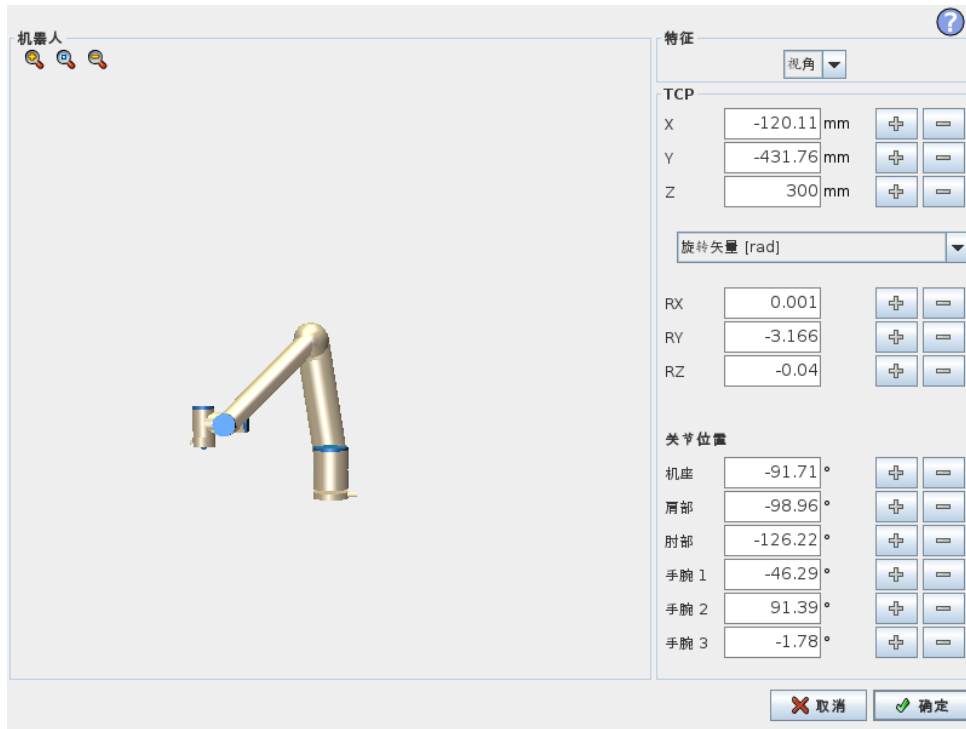 机器人
特征
视角
TCP
X -120.11 mm
Y -431.76 mm
Z 300 mm
旋转矢量 [rad]
RX 0.001
RY -3.166
RZ -0.04
关节位置
机座 -91.71 °
肩部 -98.96 °
肘部 -126.22 °
手腕 1 -46.29 °
手腕 2 91.39 °
手腕 3 -1.78 °
取消 确定